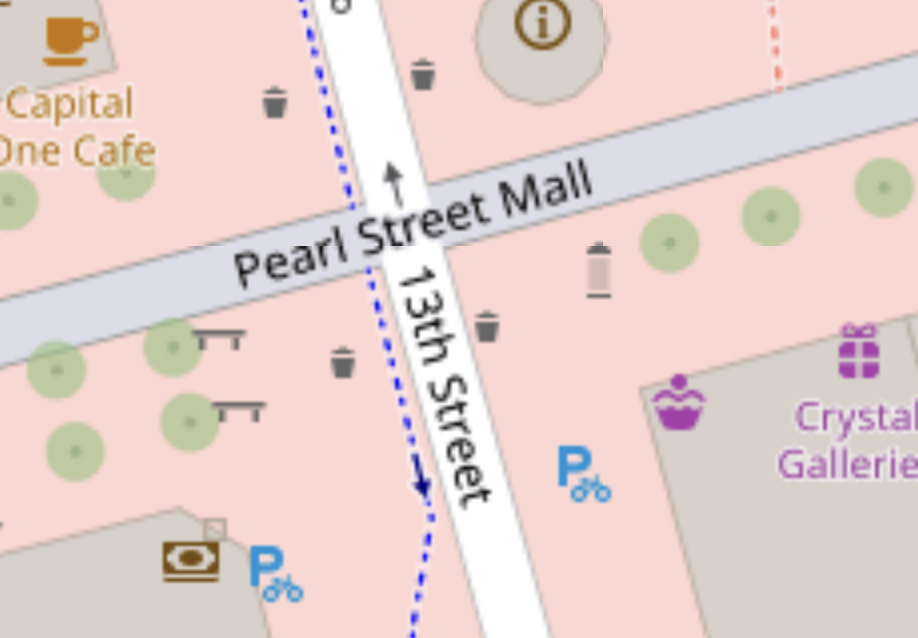 Capital
One Cafe
Pearl Street Mall
13th Street
P
Crystal
Gallerie
P